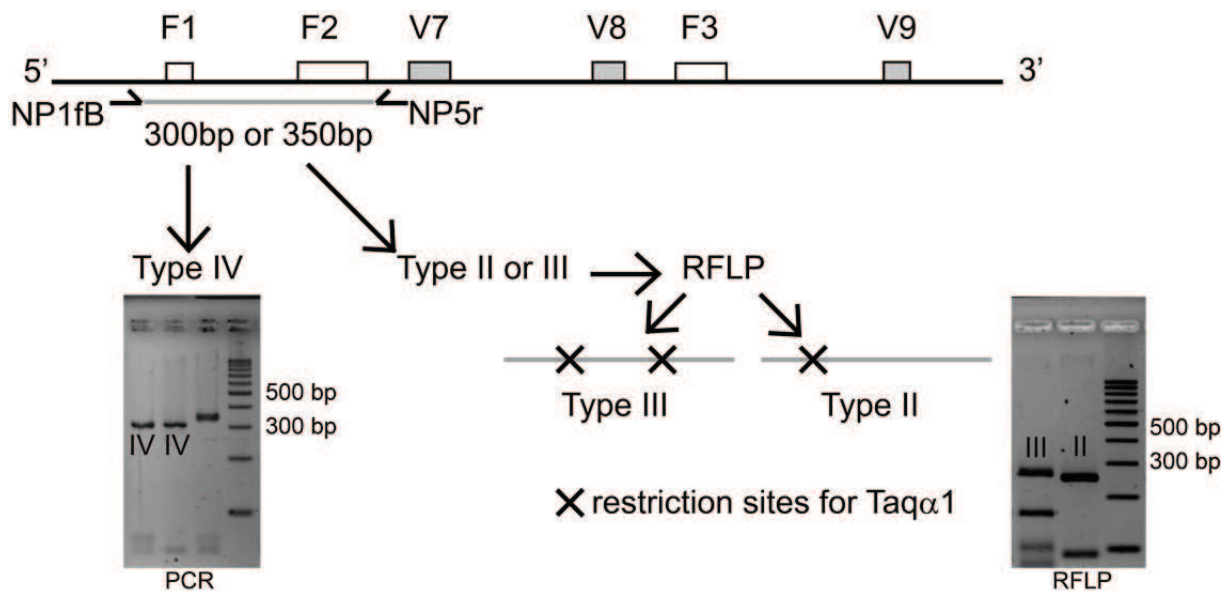 F1 F2 V7 V8 F3 V9
5’ 3’
NP1fB NP5r
300bp or 350bp
Type IV Type II or III RFLP
500 bp
300 bp
IV IV
PCR
Type III Type II
× restriction sites for Taqα1
III II
500 bp
300 bp
RFLP